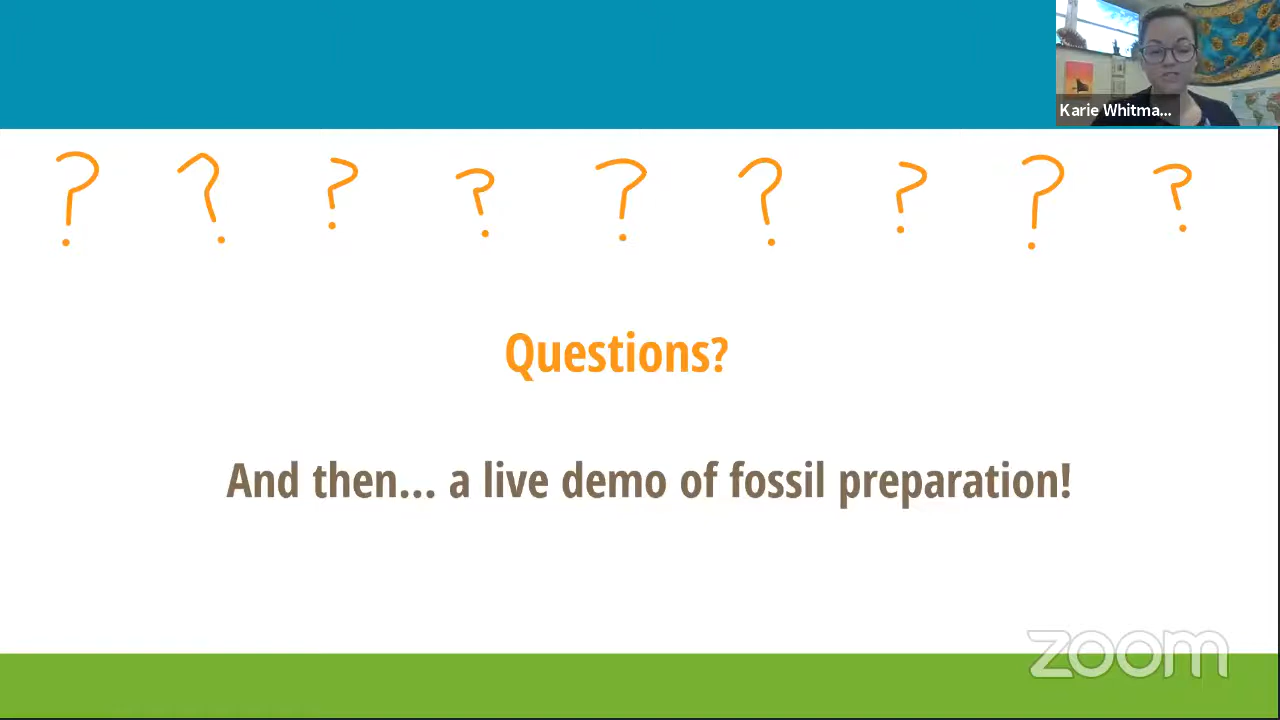 Karie Whitma...
? ? ? ? ? ? ? ? ?
Questions?
And then... a live demo of fossil preparation!
zoom